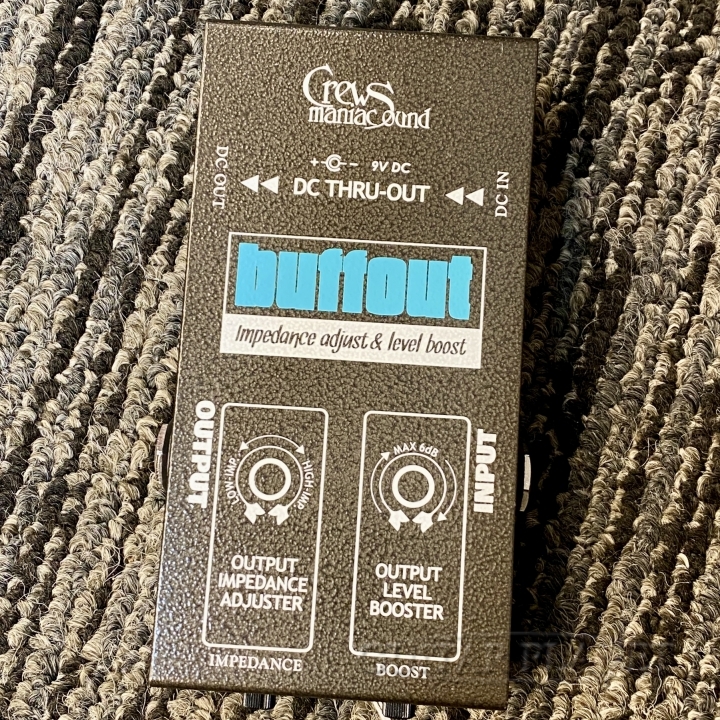 Crews
maniac sound
+ - 9V DC
DC OUT
DC THRU-OUT
DC IN
buffout
Impedance adjust & level boost
OUTPUT
INPUT
LOW IMP
HIGH IMP
MAX 6dB
OUTPUT
IMPEDANCE
ADJUSTER
OUTPUT
LEVEL
BOOSTER
IMPEDANCE
BOOST